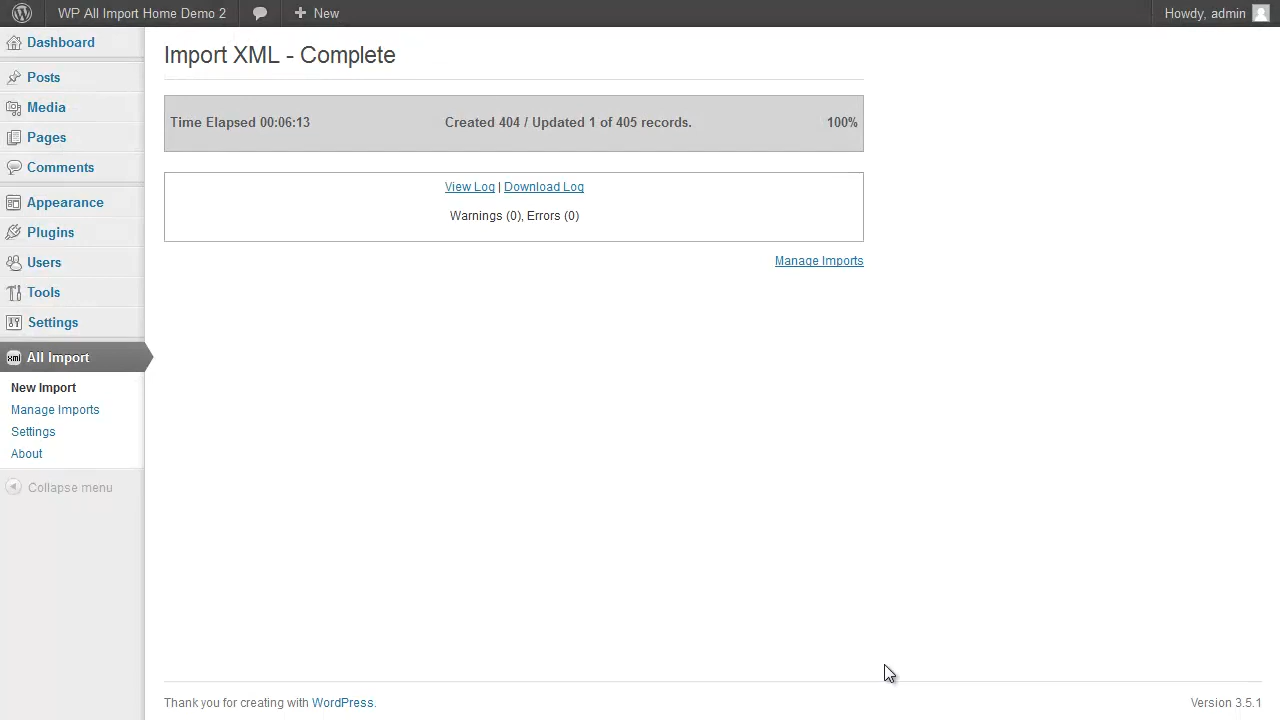 WP All Import Home Demo 2
New
Howdy, admin
Dashboard
Posts
Media
Pages
Comments
Appearance
Plugins
Users
Tools
Settings
xml All Import
New Import
Manage Imports
Settings
About
Collapse menu
Import XML - Complete
Time Elapsed 00:06:13 Created 404 / Updated 1 of 405 records. 100%
View Log | Download Log
Warnings (0), Errors (0)
Manage Imports
Thank you for creating with WordPress. Version 3.5.1